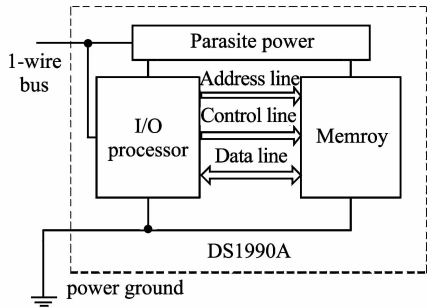 Parasite power
1-wire
bus
Address line
Control line
Data line
I/O
processor
Memroy
DS1990A
power ground